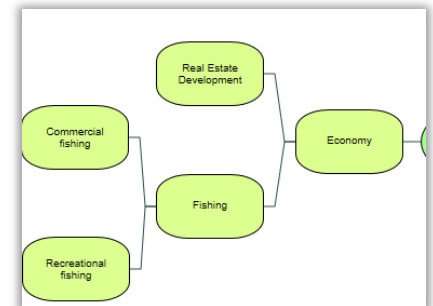 Real Estate
Development
Commercial
fishing
Economy
Fishing
Recreational
fishing